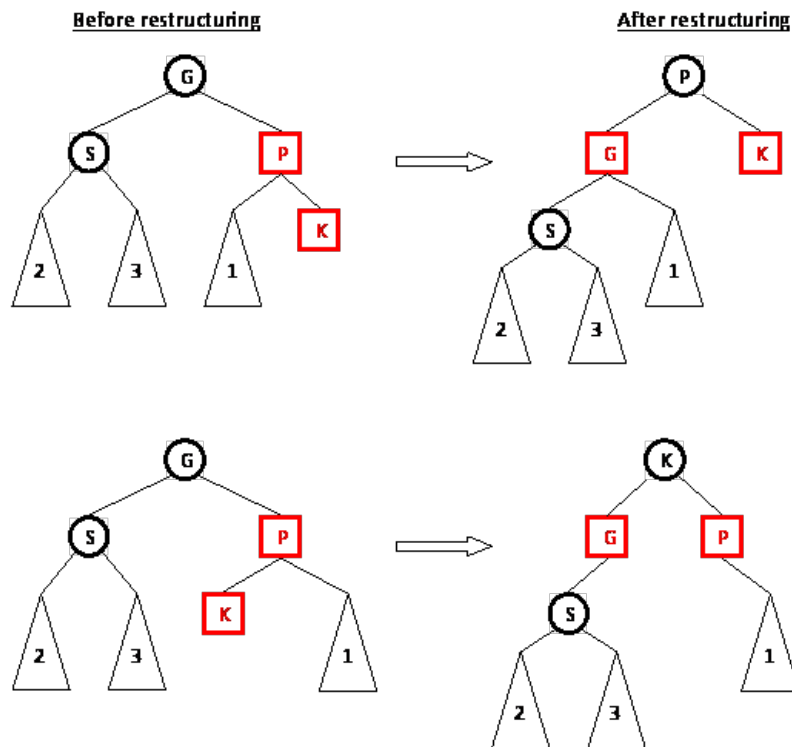 Before restructuring After restructuring
G P
S P G K
K S
2 3 1 1
2 3
G K
S P G P
K S
2 3 1 1
2 3